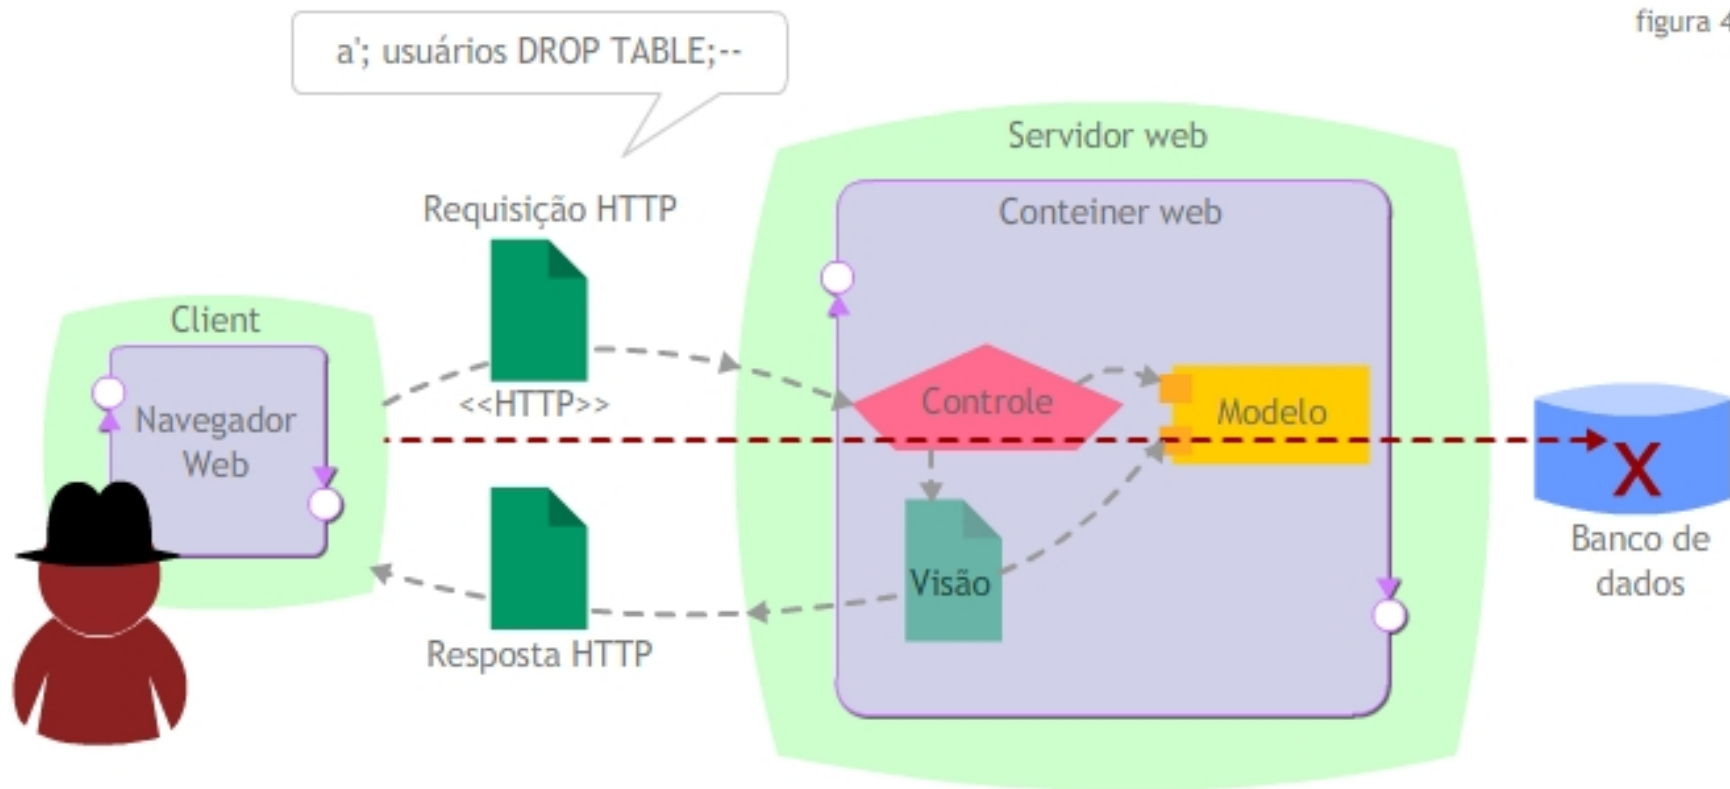 figura 4
a'; usuários DROP TABLE;--
Servidor web
Requisição HTTP
Conteiner web
Client
<<HTTP>>
Controle
Navegador
Web
Modelo
Banco de
dados
Visão
Resposta HTTP
X